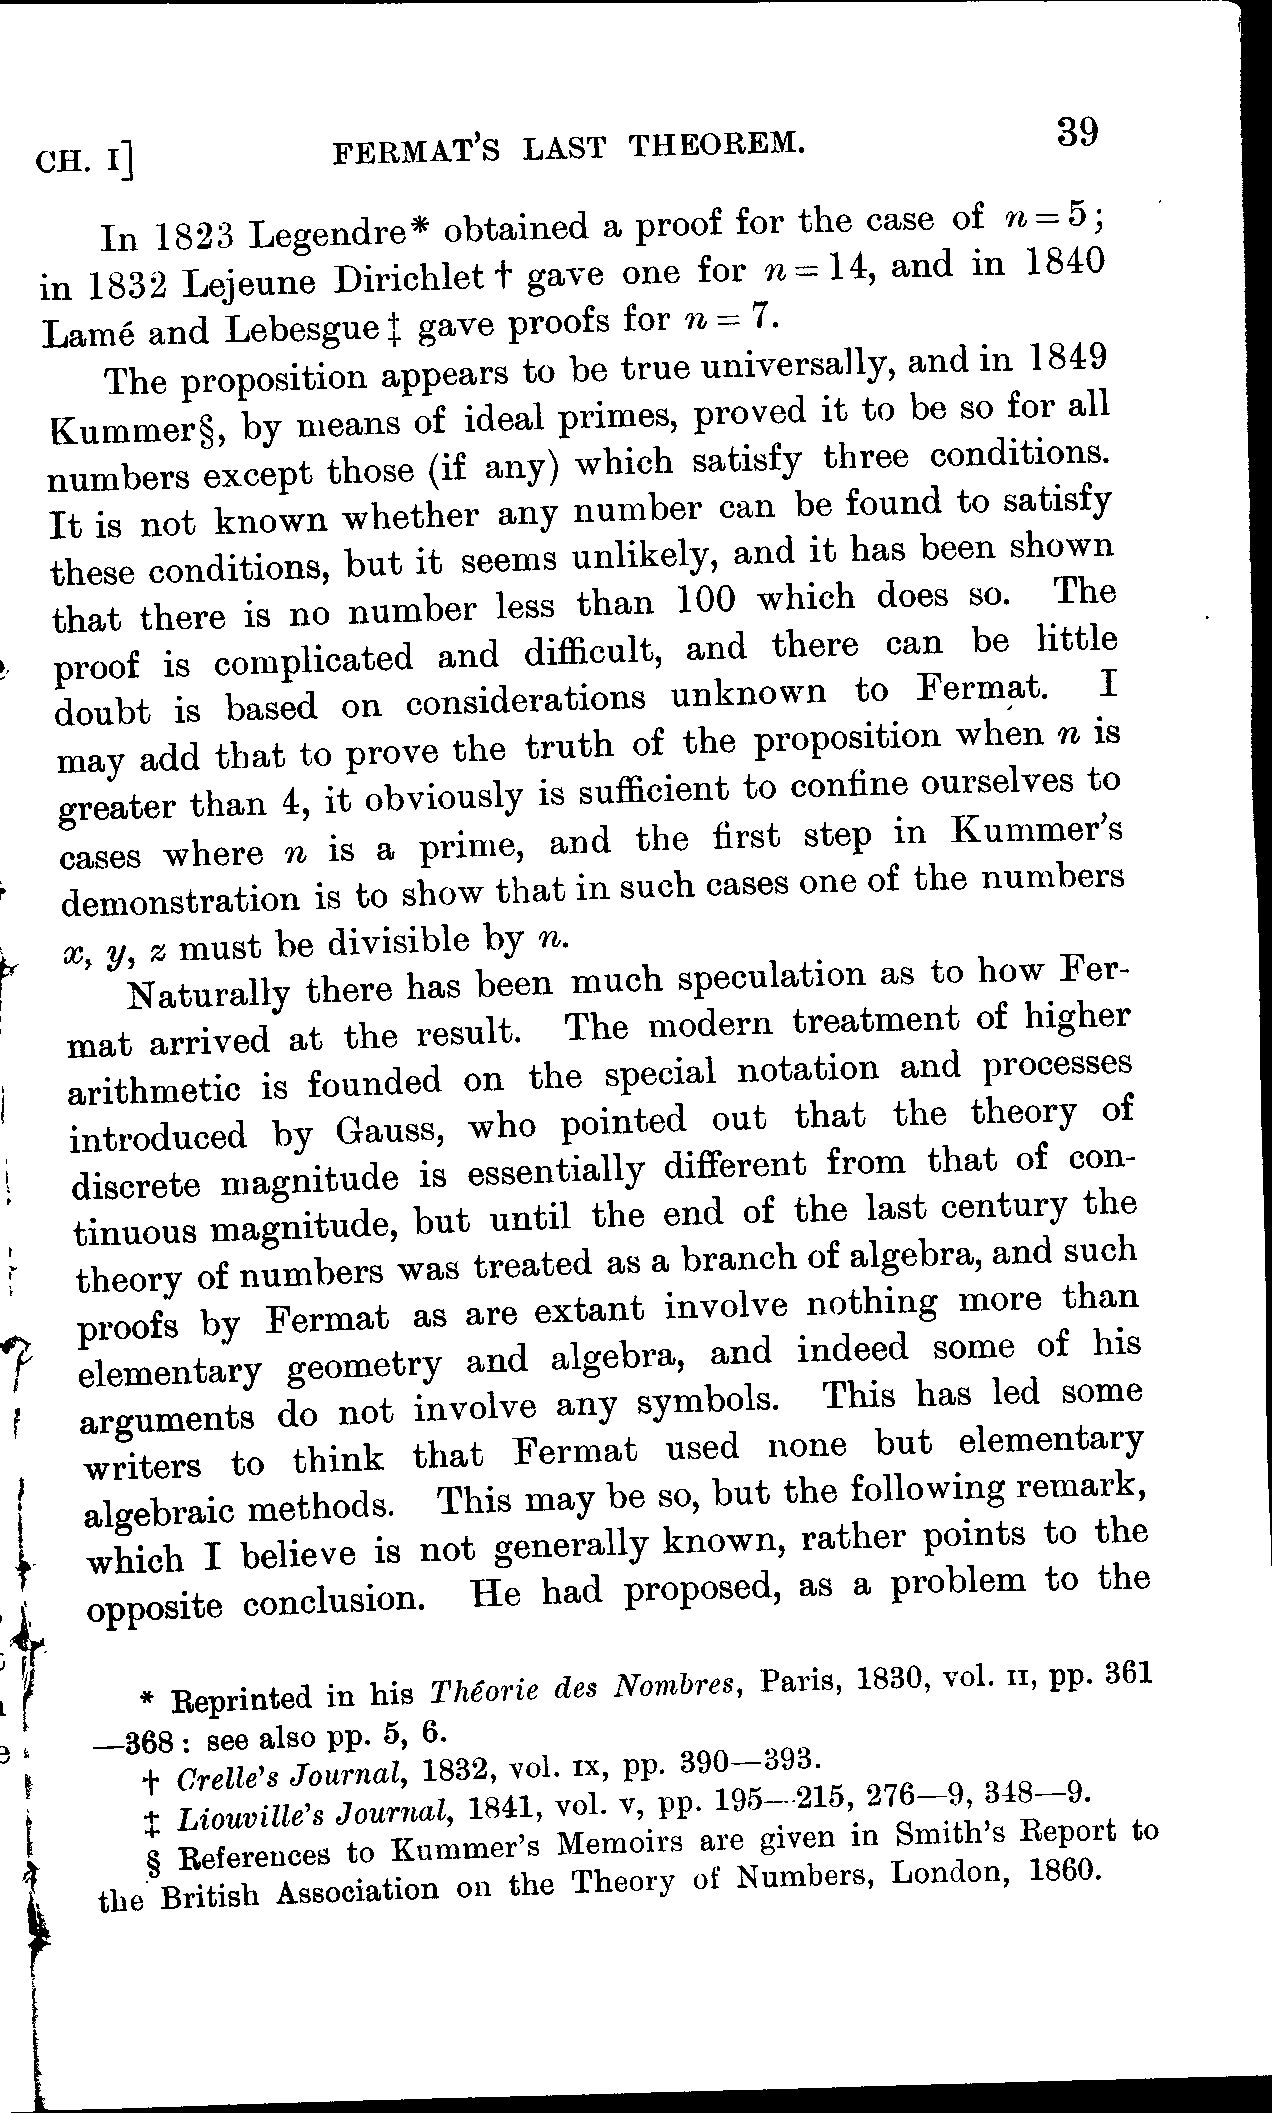 CH. I] FERMAT'S LAST THEOREM. 39
In 1823 Legendre* obtained a proof for the case of n = 5;
in 1832 Lejeune Dirichlet † gave one for n = 14, and in 1840
Lamé and Lebesgue ‡ gave proofs for n = 7.
The proposition appears to be true universally, and in 1849
Kummer§, by means of ideal primes, proved it to be so for all
numbers except those (if any) which satisfy three conditions.
It is not known whether any number can be found to satisfy
these conditions, but it seems unlikely, and it has been shown
that there is no number less than 100 which does so. The
proof is complicated and difficult, and there can be little
doubt is based on considerations unknown to Fermat. I
may add that to prove the truth of the proposition when n is
greater than 4, it obviously is sufficient to confine ourselves to
cases where n is a prime, and the first step in Kummer's
demonstration is to show that in such cases one of the numbers
x, y, z must be divisible by n.
Naturally there has been much speculation as to how Fer-
mat arrived at the result. The modern treatment of higher
arithmetic is founded on the special notation and processes
introduced by Gauss, who pointed out that the theory of
discrete magnitude is essentially different from that of con-
tinuous magnitude, but until the end of the last century the
theory of numbers was treated as a branch of algebra, and such
proofs by Fermat as are extant involve nothing more than
elementary geometry and algebra, and indeed some of his
arguments do not involve any symbols. This has led some
writers to think that Fermat used none but elementary
algebraic methods. This may be so, but the following remark,
which I believe is not generally known, rather points to the
opposite conclusion. He had proposed, as a problem to the
* Reprinted in his Théorie des Nombres, Paris, 1830, vol. II, pp. 361
—368: see also pp. 5, 6.
† Crelle's Journal, 1832, vol. IX, pp. 390—393.
‡ Liouville's Journal, 1841, vol. V, pp. 195—215, 276—9, 348—9.
§ References to Kummer's Memoirs are given in Smith's Report to
the British Association on the Theory of Numbers, London, 1860.